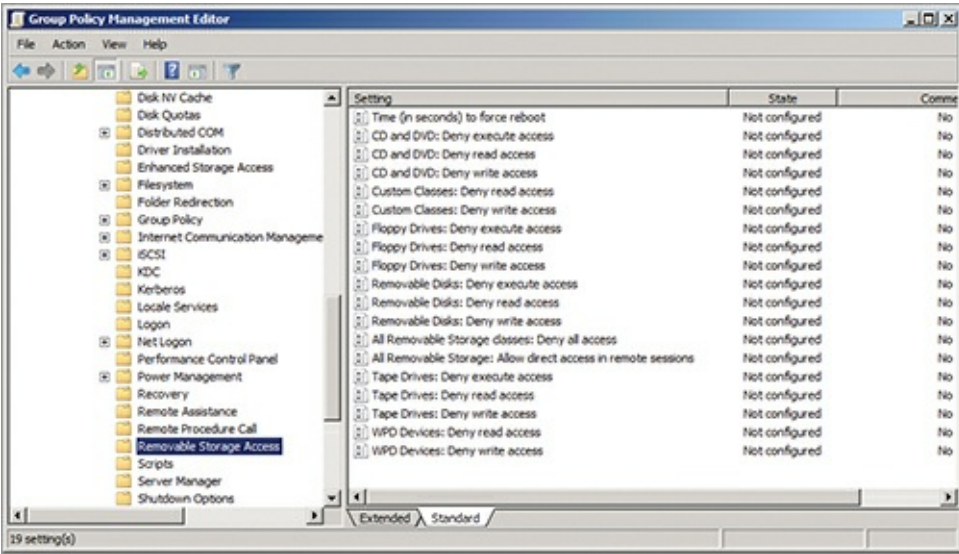 Group Policy Management Editor
File Action View Help
Disk NV Cache
Disk Quotas
Distributed COM
Driver Installation
Enhanced Storage Access
Filesystem
Folder Redirection
Group Policy
Internet Communication Manageme
iSCSI
KDC
Kerberos
Locale Services
Logon
Net Logon
Performance Control Panel
Power Management
Recovery
Remote Assistance
Remote Procedure Call
Removable Storage Access
Scripts
Server Manager
Shutdown Options
Setting State Comme
Time (in seconds) to force reboot Not configured No
CD and DVD: Deny execute access Not configured No
CD and DVD: Deny read access Not configured No
CD and DVD: Deny write access Not configured No
Custom Classes: Deny read access Not configured No
Custom Classes: Deny write access Not configured No
Floppy Drives: Deny execute access Not configured No
Floppy Drives: Deny read access Not configured No
Floppy Drives: Deny write access Not configured No
Removable Disks: Deny execute access Not configured No
Removable Disks: Deny read access Not configured No
Removable Disks: Deny write access Not configured No
All Removable Storage classes: Deny all access Not configured No
All Removable Storage: Allow direct access in remote sessions Not configured No
Tape Drives: Deny execute access Not configured No
Tape Drives: Deny read access Not configured No
Tape Drives: Deny write access Not configured No
WPD Devices: Deny read access Not configured No
WPD Devices: Deny write access Not configured No
Extended Standard
19 setting(s)